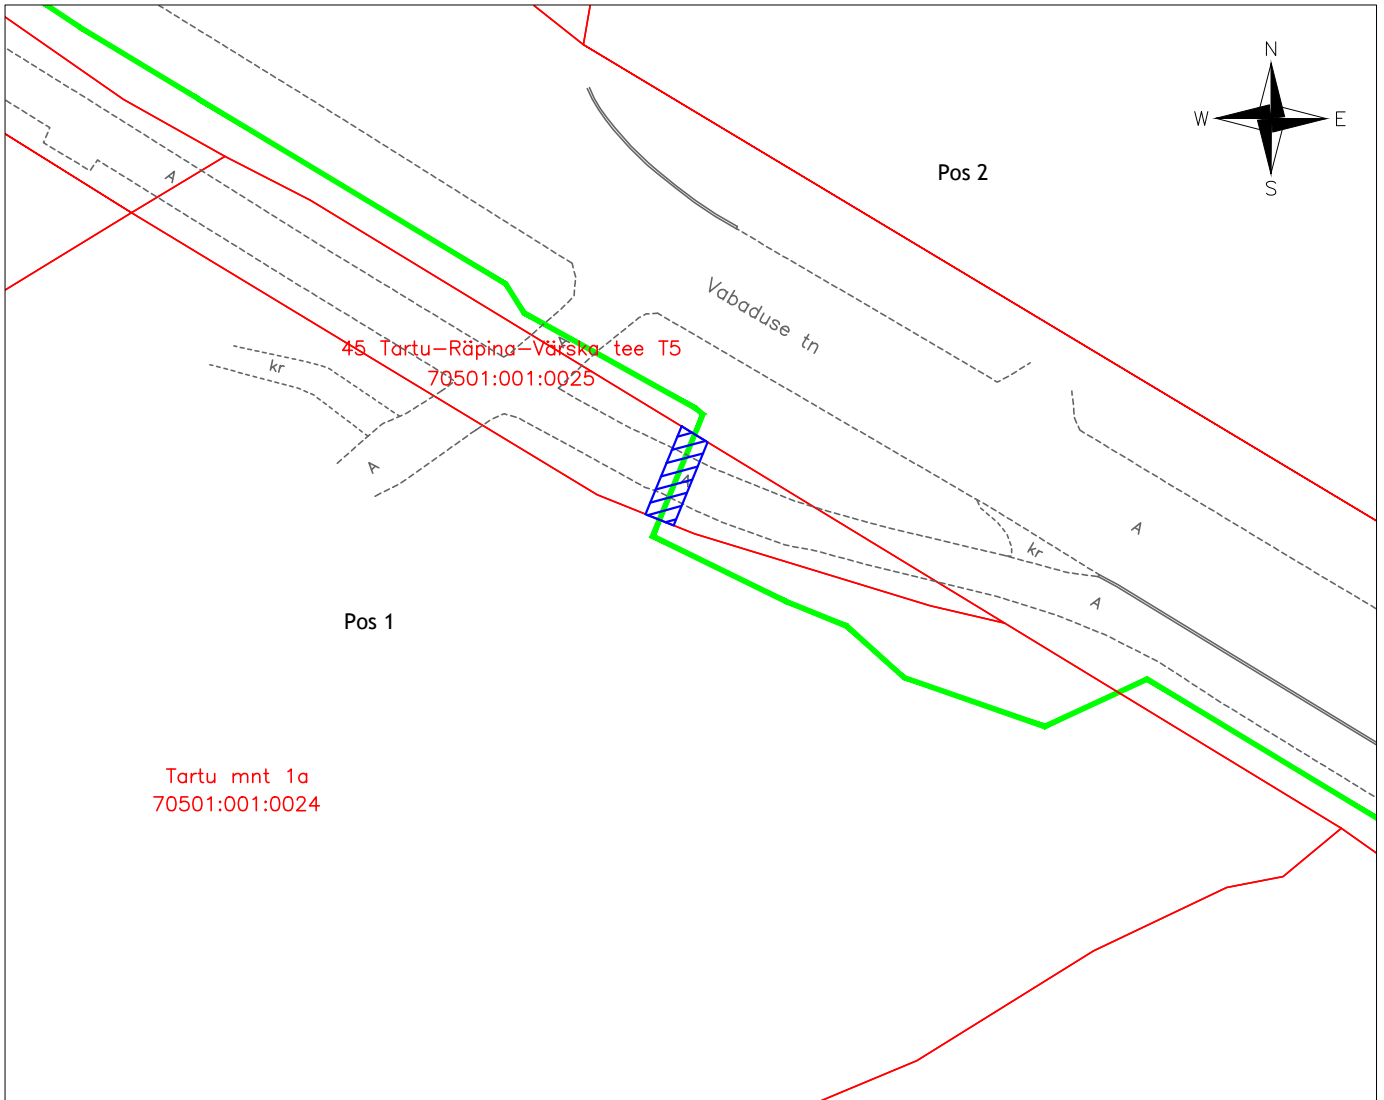 N
W E
S
Pos 2
A
Vabaduse tn
A
45 Tartu-Räpina-Värska tee T5
70501:001:0025
kr
A
A
A
kr
A
Pos 1
Tartu mnt 1a
70501:001:0024